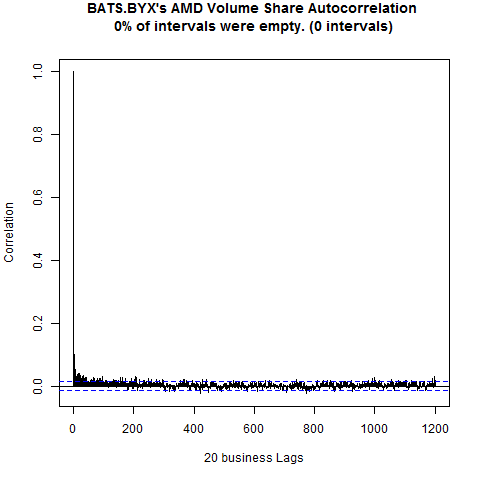 BATS.BYX's AMD Volume Share Autocorrelation
0% of intervals were empty. (0 intervals)
1.0
0.8
0.6
0.4
0.2
0.0
Correlation
0 200 400 600 800 1000 1200
20 business Lags